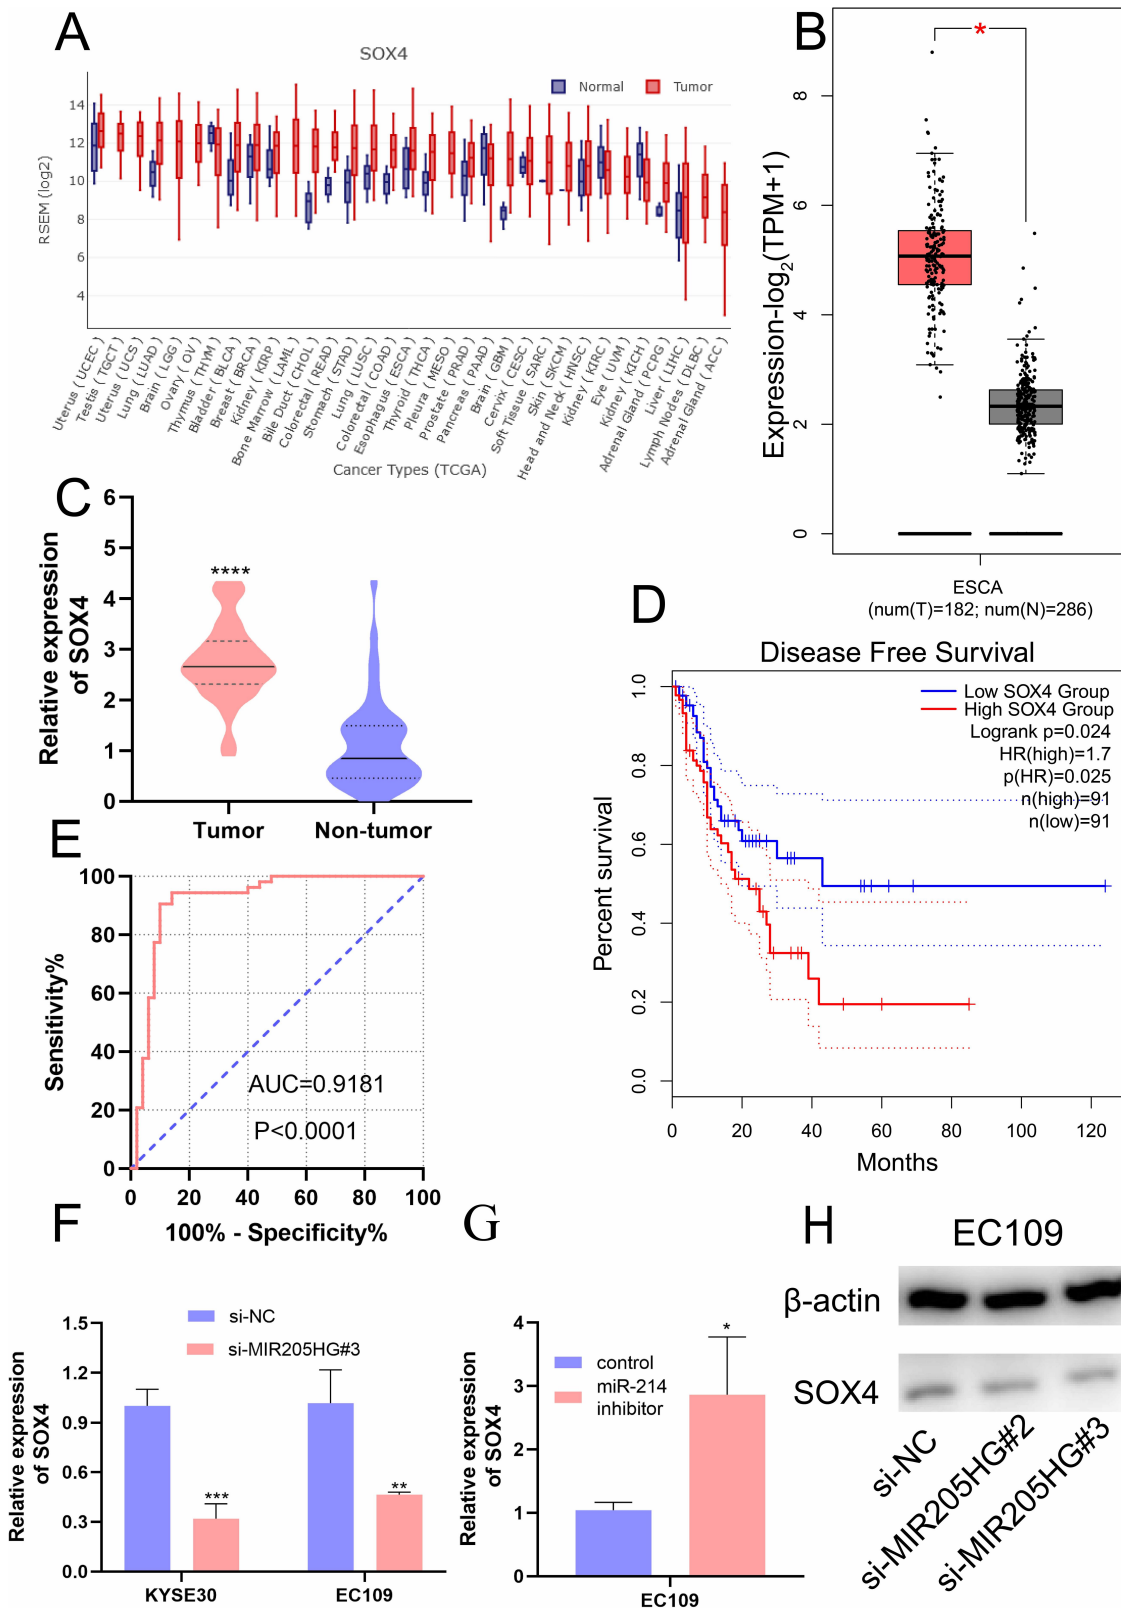 A
SOX4
Normal
Tumor
14
12
10
8
6
4
RSEM (log2)
Uterus ( UCEC )
Testis ( TGCT )
Uterus ( UCS )
Lung ( LUAD )
Brain ( LGG )
Ovary ( OV )
Thymus ( THYM )
Bladder ( BLCA )
Breast ( BRCA )
Kidney ( KIRP )
Bone Marrow ( LAML )
Bile Duct ( CHOL )
Colorectal ( READ )
Stomach ( STAD )
Lung ( LUSC )
Colorectal ( COAD )
Esophagus ( ESCA )
Thyroid ( THCA )
Pleura ( MESO )
Prostate ( PRAD )
Pancreas ( PAAD )
Brain ( GBM )
Cervix ( CESC )
Soft Tissue ( SARC )
Skin ( SKCM )
Head and Neck ( HNSC )
Kidney ( KIRC )
Eye ( UVM )
Kidney ( KICH )
Adrenal Gland ( PCPG )
Liver ( LIHC )
Lymph Nodes ( DLBC )
Adrenal Gland ( ACC )
Cancer Types (TCGA)
B
*
8
6
4
2
0
Expression-log2(TPM+1)
ESCA
(num(T)=182; num(N)=286)
C
6
5
4
3
2
1
0
Relative expression
of SOX4
****
Tumor
Non-tumor
D
Disease Free Survival
Low SOX4 Group
High SOX4 Group
Logrank p=0.024
HR(high)=1.7
p(HR)=0.025
n(high)=91
n(low)=91
1.0
0.8
0.6
0.4
0.2
0.0
Percent survival
0 20 40 60 80 100 120
Months
E
100
80
60
40
20
0
Sensitivity%
AUC=0.9181
P<0.0001
0 20 40 60 80 100
100% - Specificity%
F
si-NC
si-MIR205HG#3
1.5
1.2
0.9
0.6
0.3
0.0
Relative expression
of SOX4
***
**
KYSE30
EC109
G
4
3
2
1
0
Relative expression
of SOX4
control
miR-214
inhibitor
*
EC109
H
EC109
β-actin
SOX4
si-NC
si-MIR205HG#2
si-MIR205HG#3